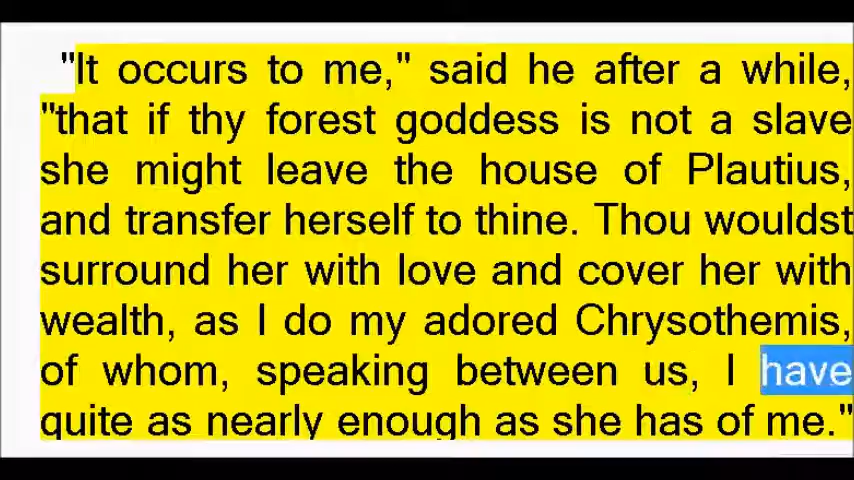 "It occurs to me," said he after a while,
"that if thy forest goddess is not a slave
she might leave the house of Plautius,
and transfer herself to thine. Thou wouldst
surround her with love and cover her with
wealth, as I do my adored Chrysothemis,
of whom, speaking between us, I have
quite as nearly enough as she has of me."